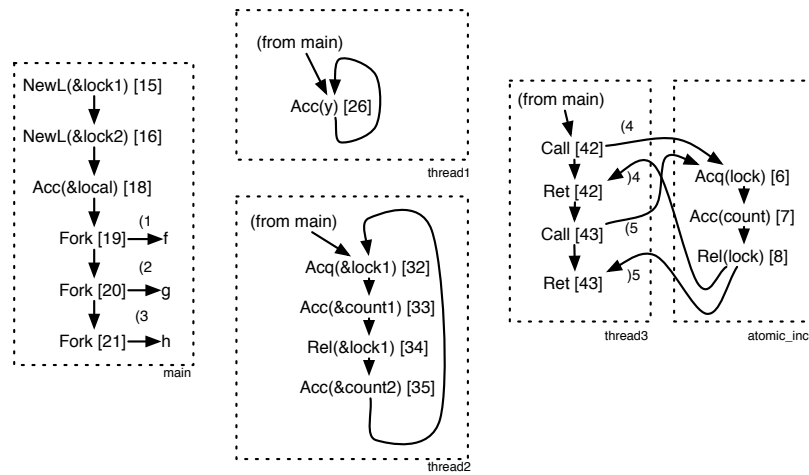 NewL(&lock1) [15]
NewL(&lock2) [16]
Acc(&local) [18]
(1
Fork [19] f
(2
Fork [20] g
(3
Fork [21] h
main
(from main)
Acc(y) [26]
thread1
(from main)
Acq(&lock1) [32]
Acc(&count1) [33]
Rel(&lock1) [34]
Acc(&count2) [35]
thread2
(from main)
(4
Call [42]
)4
Ret [42]
(5
Call [43]
)5
Ret [43]
thread3
Acq(lock) [6]
Acc(count) [7]
Rel(lock) [8]
atomic_inc